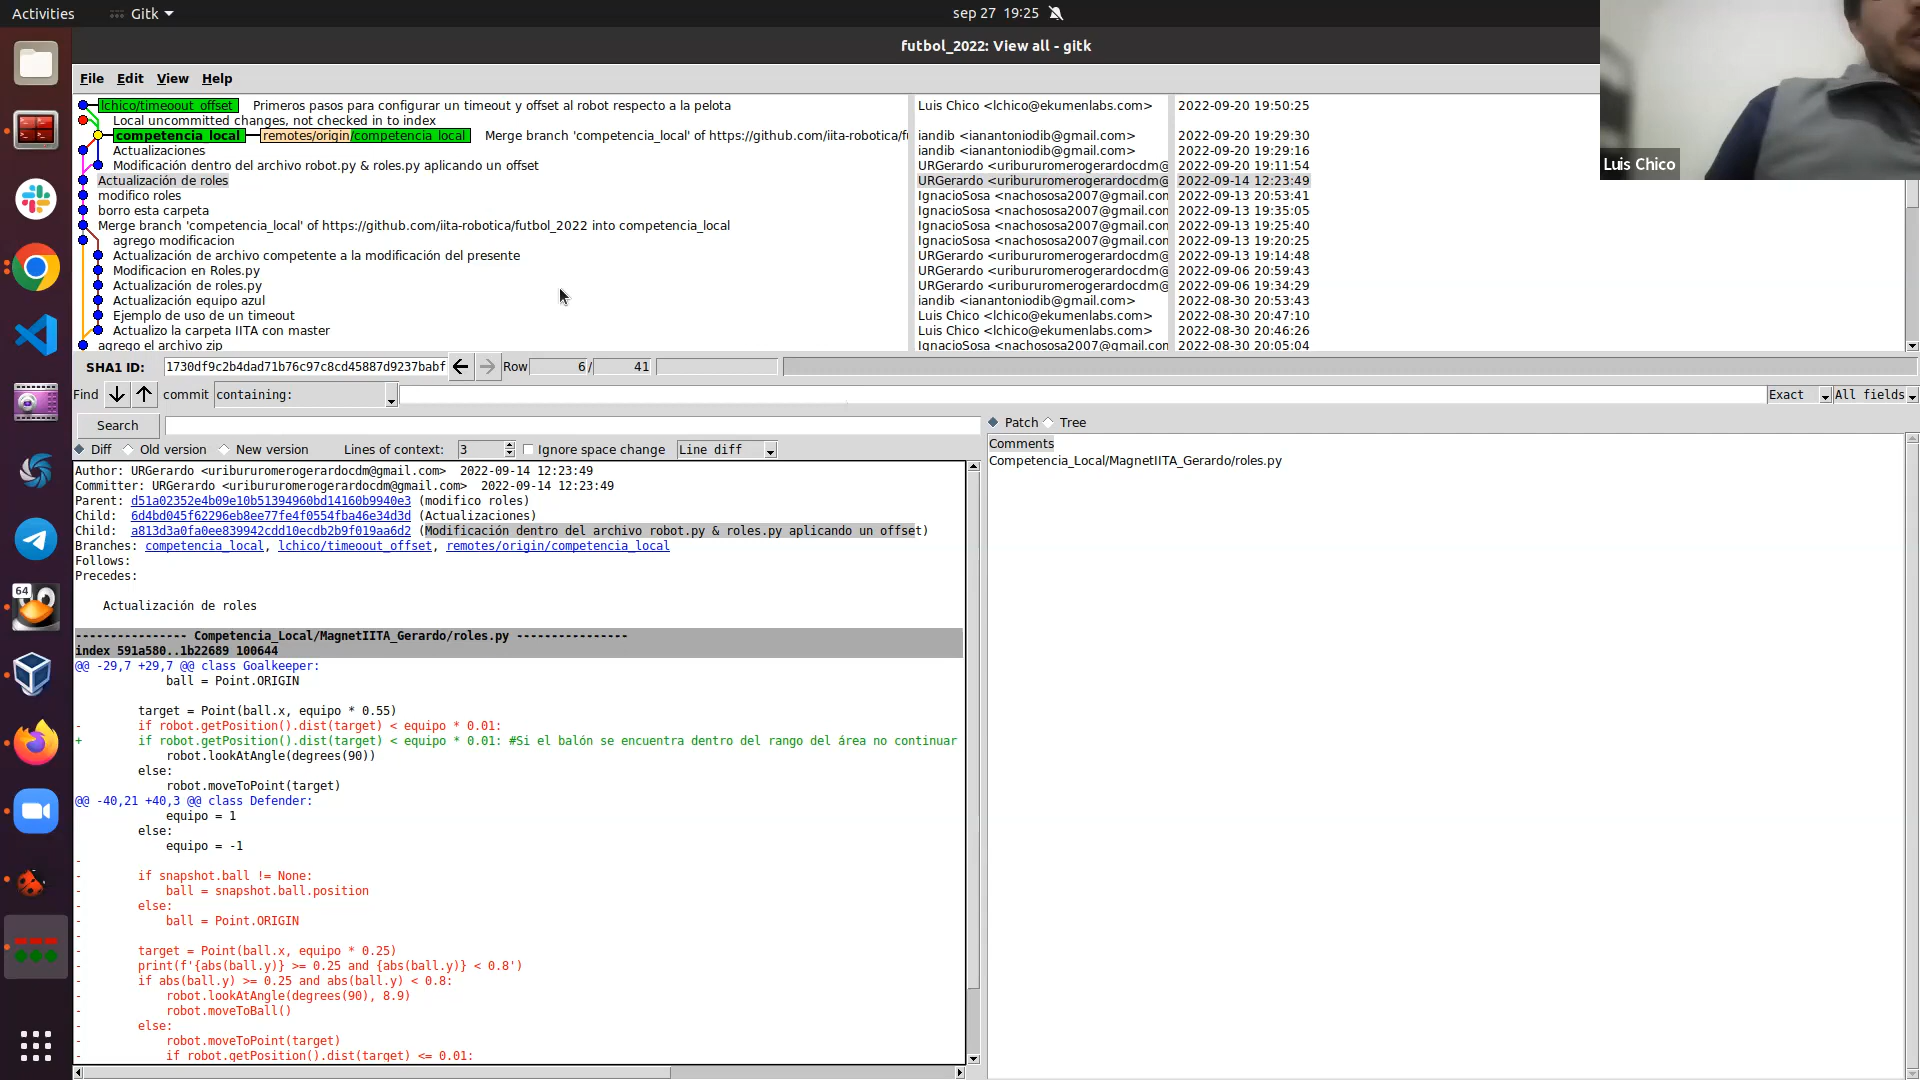 Activities Gitk sep 27 19:25
futbol_2022: View all - gitk
File Edit View Help
lchico/timeoout_offset Primeros pasos para configurar un timeout y offset al robot respecto a la pelota Luis Chico <lchico@ekumenlabs.com> 2022-09-20 19:50:25
Local uncommitted changes, not checked in to index
competencia_local remotes/origin/competencia_local Merge branch 'competencia_local' of https://github.com/iita-robotica/fu iandib <ianantoniodib@gmail.com> 2022-09-20 19:29:30
Actualizaciones iandib <ianantoniodib@gmail.com> 2022-09-20 19:29:16
Modificación dentro del archivo robot.py & roles.py aplicando un offset URGerardo <uribururomerogerardocdm@ 2022-09-20 19:11:54
Actualización de roles URGerardo <uribururomerogerardocdm@ 2022-09-14 12:23:49
modifico roles IgnacioSosa <nachososa2007@gmail.con 2022-09-13 20:53:41
borro esta carpeta IgnacioSosa <nachososa2007@gmail.con 2022-09-13 19:35:05
Merge branch 'competencia_local' of https://github.com/iita-robotica/futbol_2022 into competencia_local IgnacioSosa <nachososa2007@gmail.con 2022-09-13 19:25:40
agrego modificacion IgnacioSosa <nachososa2007@gmail.con 2022-09-13 19:20:25
Actualización de archivo competente a la modificación del presente URGerardo <uribururomerogerardocdm@ 2022-09-13 19:14:48
Modificacion en Roles.py URGerardo <uribururomerogerardocdm@ 2022-09-06 20:59:43
Actualización de roles.py URGerardo <uribururomerogerardocdm@ 2022-09-06 19:34:29
Actualización equipo azul iandib <ianantoniodib@gmail.com> 2022-08-30 20:53:43
Ejemplo de uso de un timeout Luis Chico <lchico@ekumenlabs.com> 2022-08-30 20:47:10
Actualizo la carpeta IITA con master Luis Chico <lchico@ekumenlabs.com> 2022-08-30 20:46:26
agrego el archivo zip IgnacioSosa <nachososa2007@gmail.con 2022-08-30 20:05:04
Luis Chico
SHA1 ID: 1730df9c2b4dad71b76c97c8cd45887d9237babf Row 6 / 41
Find commit containing: Exact All fields
Search Patch Tree
Diff Old version New version Lines of context: 3 Ignore space change Line diff
Comments
Competencia_Local/MagnetIITA_Gerardo/roles.py
Author: URGerardo <uribururomerogerardocdm@gmail.com> 2022-09-14 12:23:49
Committer: URGerardo <uribururomerogerardocdm@gmail.com> 2022-09-14 12:23:49
Parent: d51a02352e4b09e10b51394960bd14160b9940e3 (modifico roles)
Child: 6d4bd045f62296eb8ee77fe4f0554fba46e34d3d (Actualizaciones)
Child: a813d3a0fa0ee839942cdd10ecdb2b9f019aa6d2 (Modificación dentro del archivo robot.py & roles.py aplicando un offset)
Branches: competencia_local, lchico/timeoout_offset, remotes/origin/competencia_local
Follows:
Precedes:
Actualización de roles
---------------- Competencia_Local/MagnetIITA_Gerardo/roles.py ----------------
index 591a580..1b22689 100644
@@ -29,7 +29,7 @@ class Goalkeeper:
ball = Point.ORIGIN
target = Point(ball.x, equipo * 0.55)
- if robot.getPosition().dist(target) < equipo * 0.01:
+ if robot.getPosition().dist(target) < equipo * 0.01: #Si el balón se encuentra dentro del rango del área no continuar
robot.lookAtAngle(degrees(90))
else:
robot.moveToPoint(target)
@@ -40,21 +40,3 @@ class Defender:
equipo = 1
else:
equipo = -1
-
- if snapshot.ball != None:
- ball = snapshot.ball.position
- else:
- ball = Point.ORIGIN
-
- target = Point(ball.x, equipo * 0.25)
- print(f'{abs(ball.y)} >= 0.25 and {abs(ball.y)} < 0.8')
- if abs(ball.y) >= 0.25 and abs(ball.y) < 0.8:
- robot.lookAtAngle(degrees(90), 8.9)
- robot.moveToBall()
- else:
- robot.moveToPoint(target)
- if robot.getPosition().dist(target) <= 0.01:
64